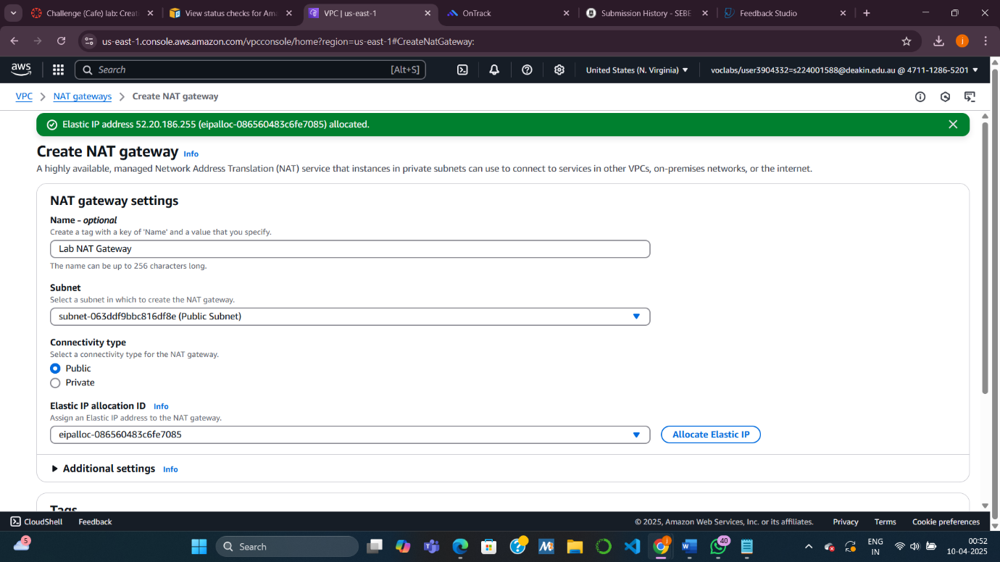 Challenge (Cafe) lab: Creat
View status checks for Ama
VPC | us-east-1
OnTrack
Submission History - SEBE
Feedback Studio
us-east-1.console.aws.amazon.com/vpcconsole/home?region=us-east-1#CreateNatGateway:
j
aws
Search
[Alt+S]
United States (N. Virginia)
voclabs/user3904332=s224001588@deakin.edu.au @ 4711-1286-5201
VPC
NAT gateways
Create NAT gateway
Elastic IP address 52.20.186.255 (eipalloc-086560483c6fe7085) allocated.
Create NAT gateway Info
A highly available, managed Network Address Translation (NAT) service that instances in private subnets can use to connect to services in other VPCs, on-premises networks, or the internet.
NAT gateway settings
Name - optional
Create a tag with a key of 'Name' and a value that you specify.
Lab NAT Gateway
The name can be up to 256 characters long.
Subnet
Select a subnet in which to create the NAT gateway.
subnet-063ddf9bbc816df8e (Public Subnet)
Connectivity type
Select a connectivity type for the NAT gateway.
Public
Private
Elastic IP allocation ID Info
Assign an Elastic IP address to the NAT gateway.
eipalloc-086560483c6fe7085
Allocate Elastic IP
Additional settings Info
Tags
CloudShell
Feedback
© 2025, Amazon Web Services, Inc. or its affiliates.
Privacy
Terms
Cookie preferences
5
Search
j
40
ENG
IN
00:52
10-04-2025